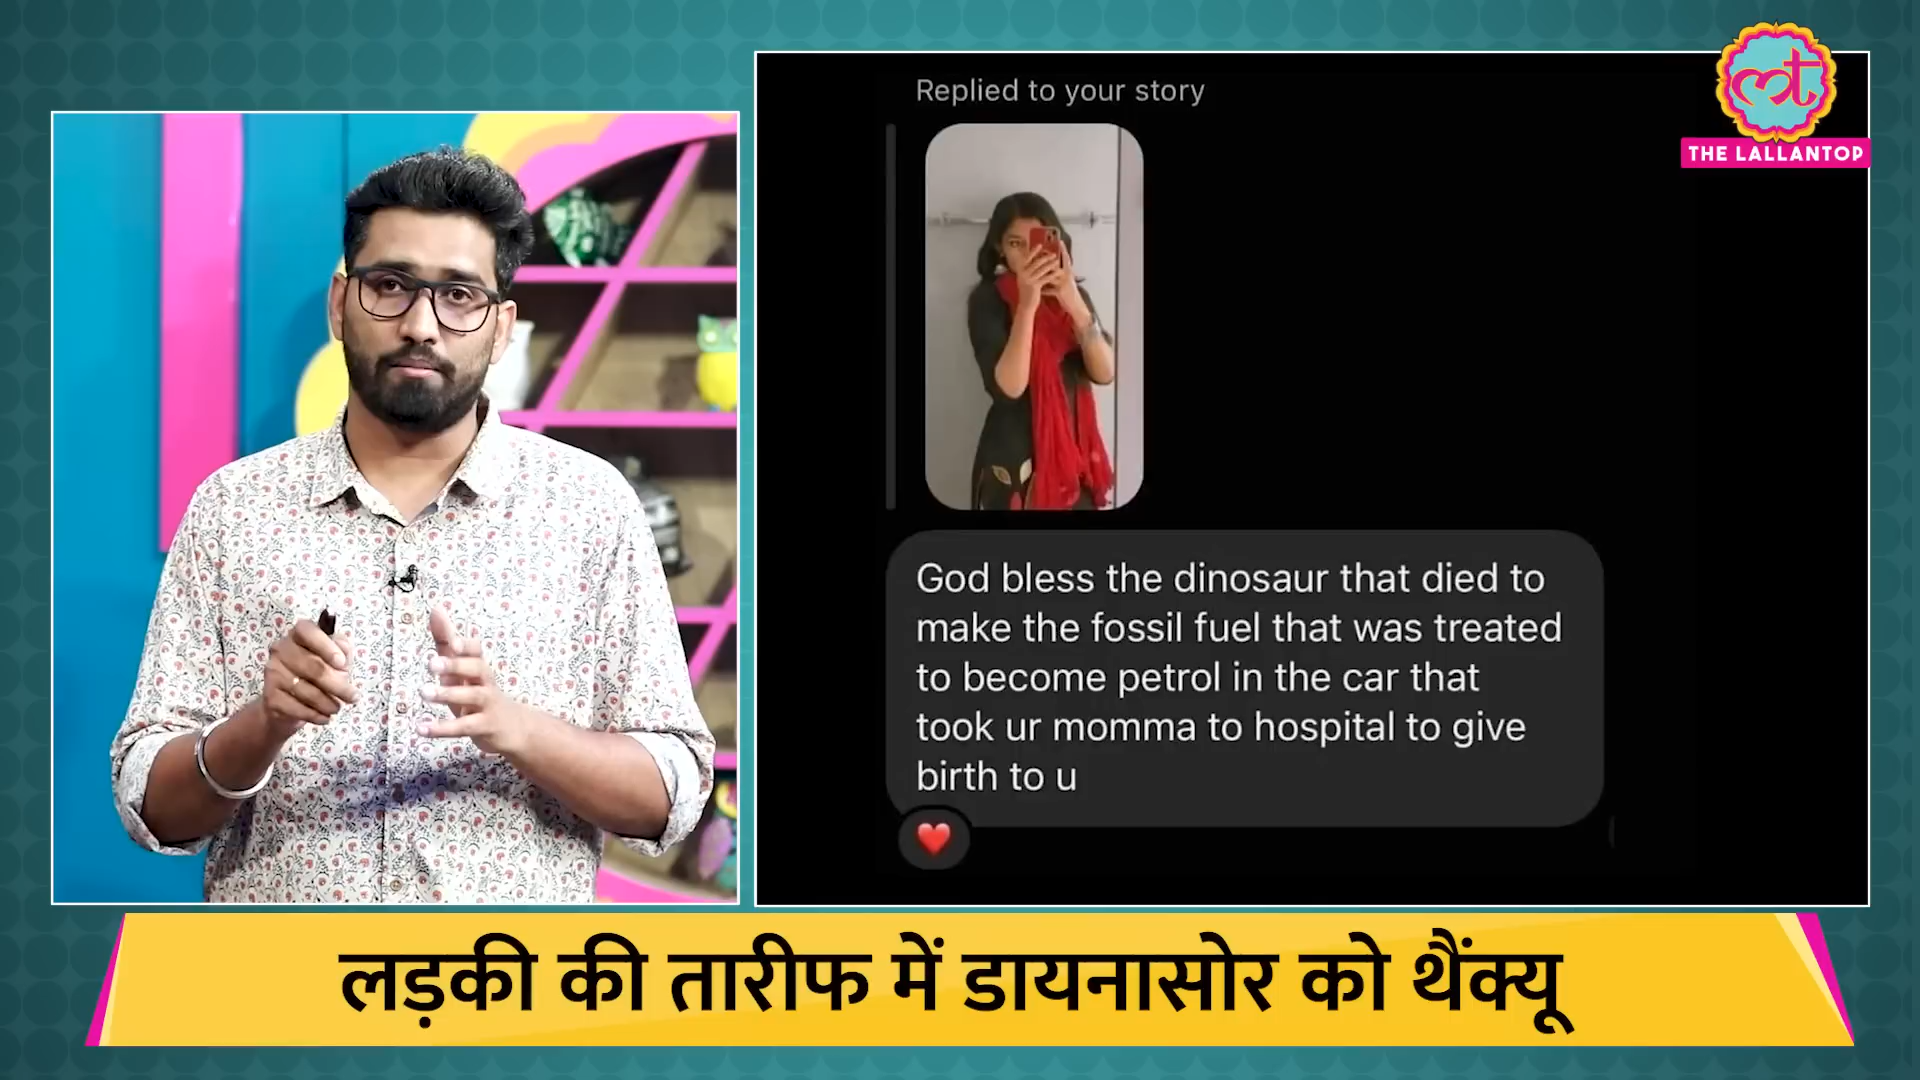 Replied to your story
THE LALLANTOP
God bless the dinosaur that died to
make the fossil fuel that was treated
to become petrol in the car that
took ur momma to hospital to give
birth to u
लड़की की तारीफ में डायनासोर को थैंक्यू